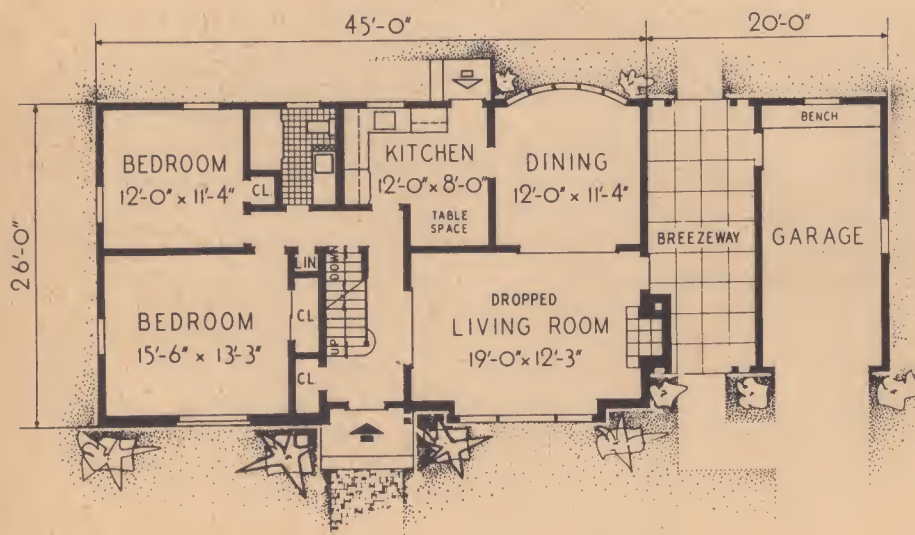 45'-0"
20'-0"
26'-0"
BEDROOM
12'-0" x 11'-4"
CL.
KITCHEN
12'-0" x 8'-0"
TABLE
SPACE
DINING
12'-0" x 11'-4"
BENCH
BREEZEWAY
GARAGE
LIN.
DOWN
UP
BEDROOM
15'-6" x 13'-3"
CL.
CL.
DROPPED
LIVING ROOM
19'-0" x 12'-3"